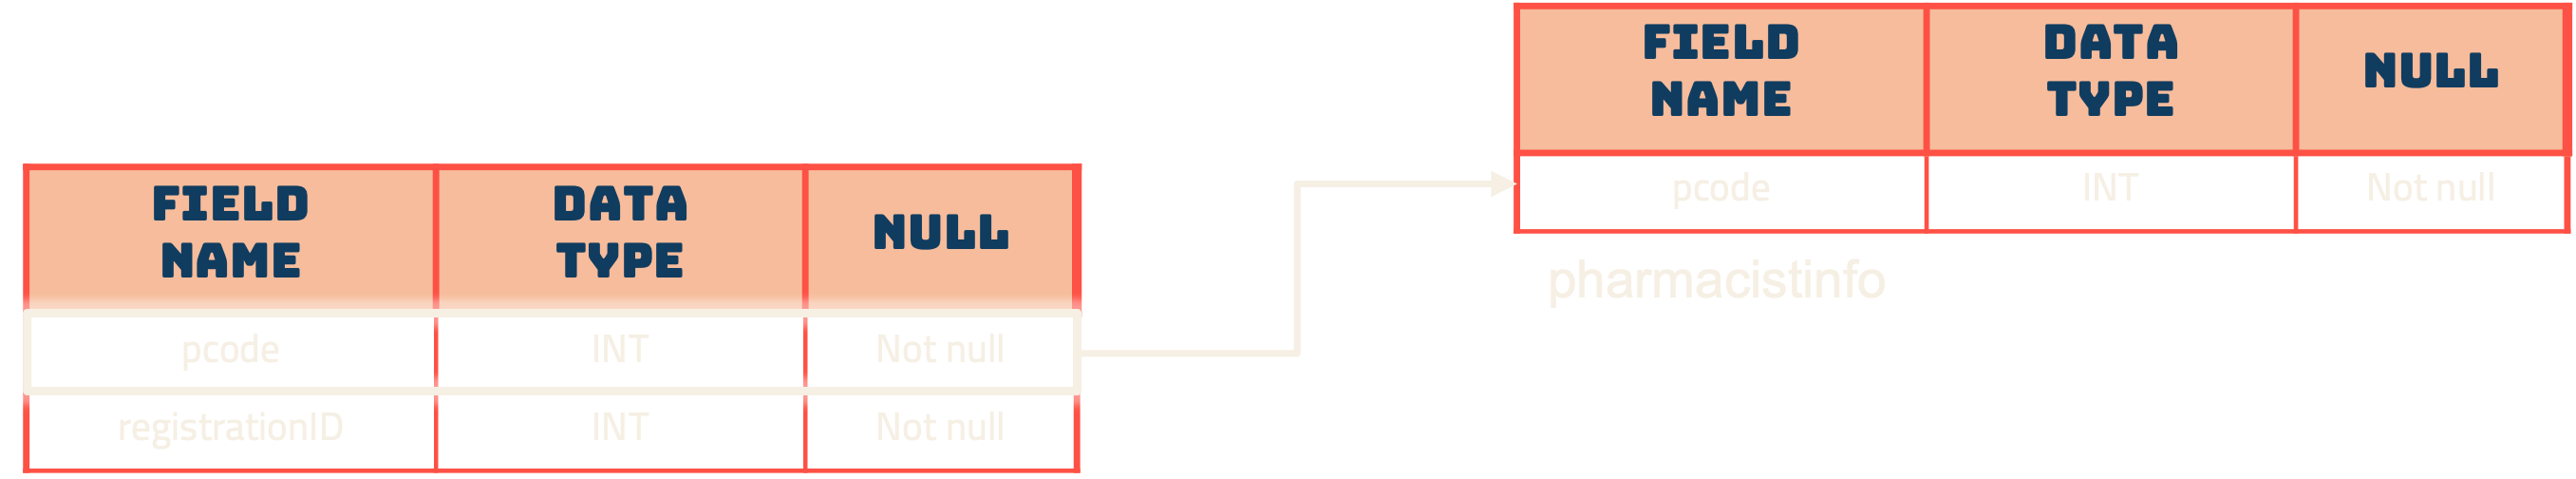 FIELD NAME DATA TYPE NULL
pcode INT Not null
registrationID INT Not null
FIELD NAME DATA TYPE NULL
pcode INT Not null
pharmacistinfo